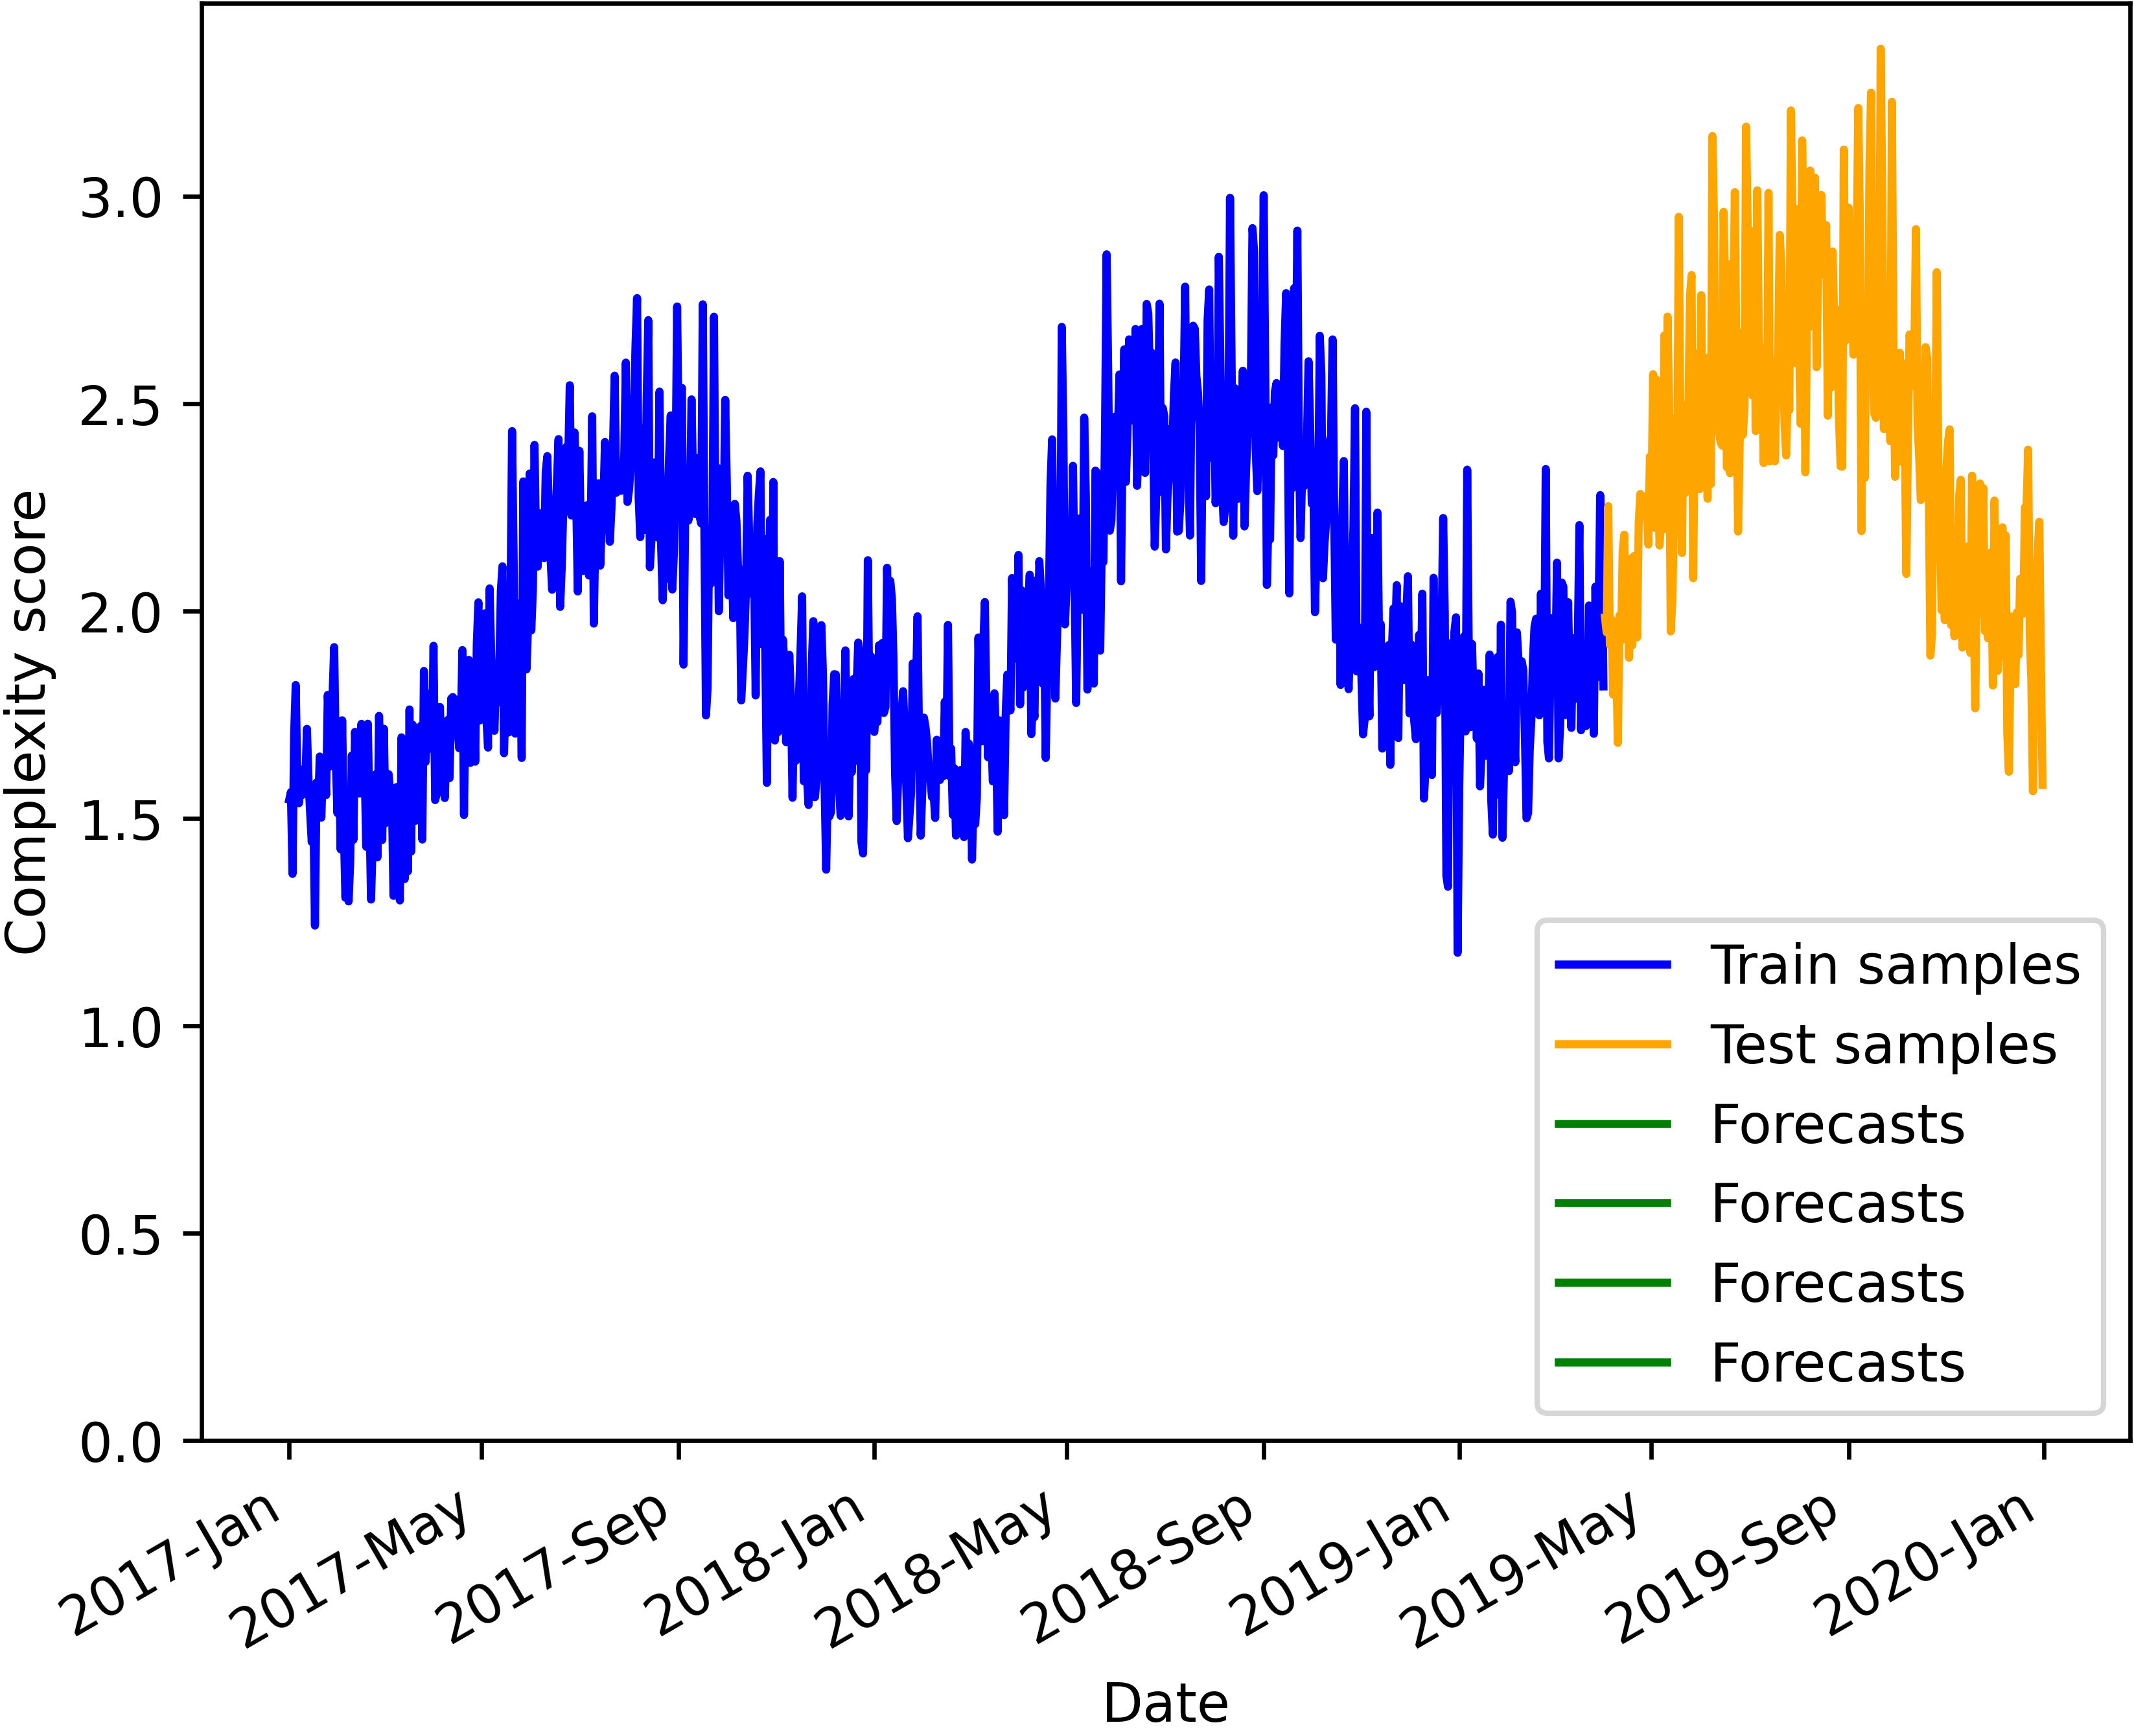 Complexity score
3.0
2.5
2.0
1.5
1.0
0.5
0.0
Train samples
Test samples
Forecasts
Forecasts
Forecasts
Forecasts
2017-Jan
2017-May
2017-Sep
2018-Jan
2018-May
2018-Sep
2019-Jan
2019-May
2019-Sep
2020-Jan
Date